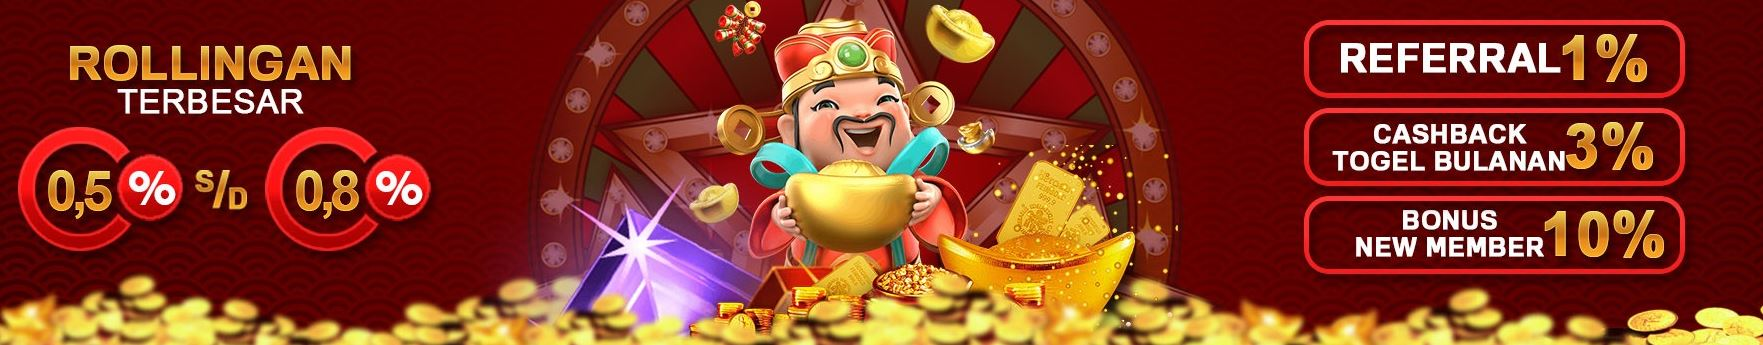 ROLLINGAN
TERBESAR
0,5 % S/D 0,8 %
REFERRAL 1%
CASHBACK
TOGEL BULANAN 3%
BONUS
NEW MEMBER 10%